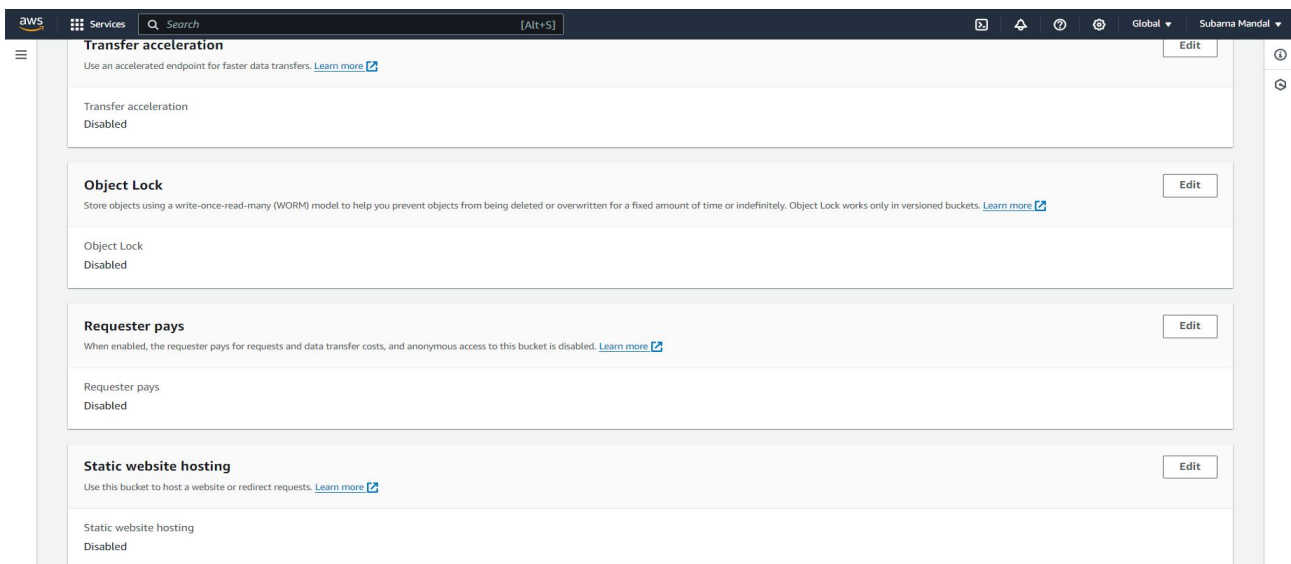 aws Services Search [Alt+S] Global Subarna Mandal
Transfer acceleration Edit
Use an accelerated endpoint for faster data transfers. Learn more
Transfer acceleration
Disabled
Object Lock Edit
Store objects using a write-once-read-many (WORM) model to help you prevent objects from being deleted or overwritten for a fixed amount of time or indefinitely. Object Lock works only in versioned buckets. Learn more
Object Lock
Disabled
Requester pays Edit
When enabled, the requester pays for requests and data transfer costs, and anonymous access to this bucket is disabled. Learn more
Requester pays
Disabled
Static website hosting Edit
Use this bucket to host a website or redirect requests. Learn more
Static website hosting
Disabled